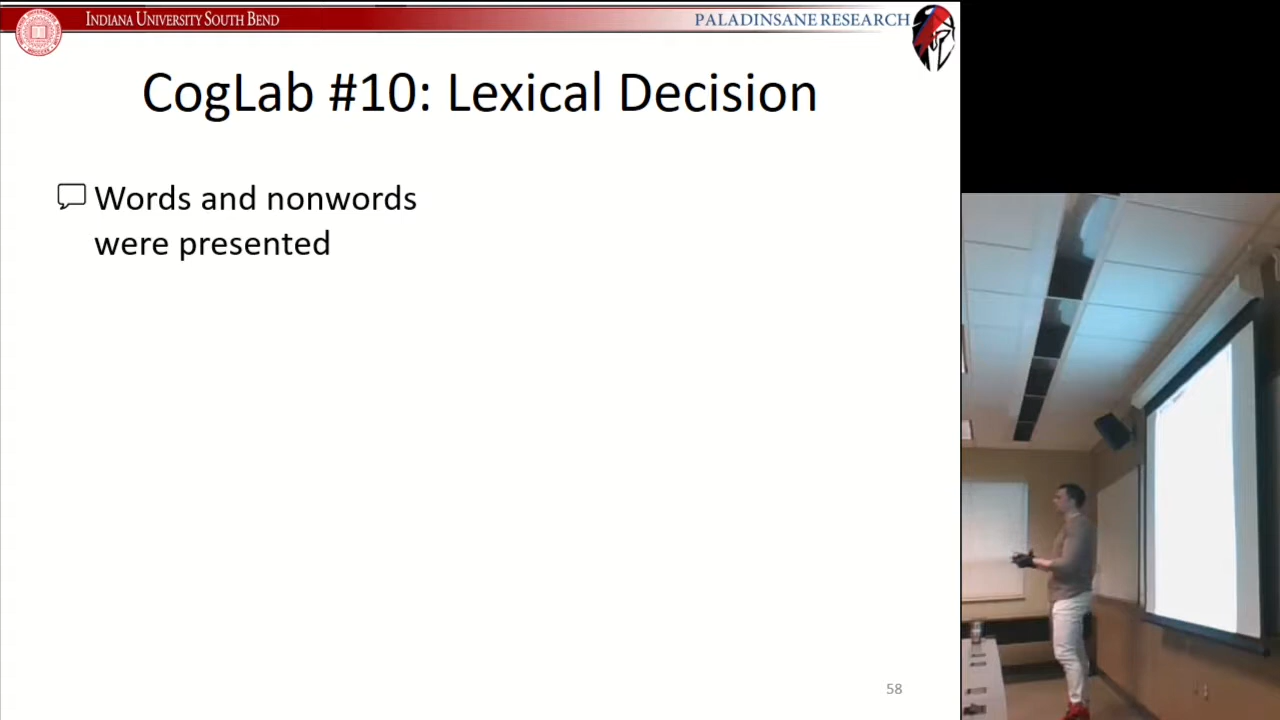 INDIANA UNIVERSITY SOUTH BEND
PALADINSANE RESEARCH
CogLab #10: Lexical Decision
Words and nonwords
were presented
58